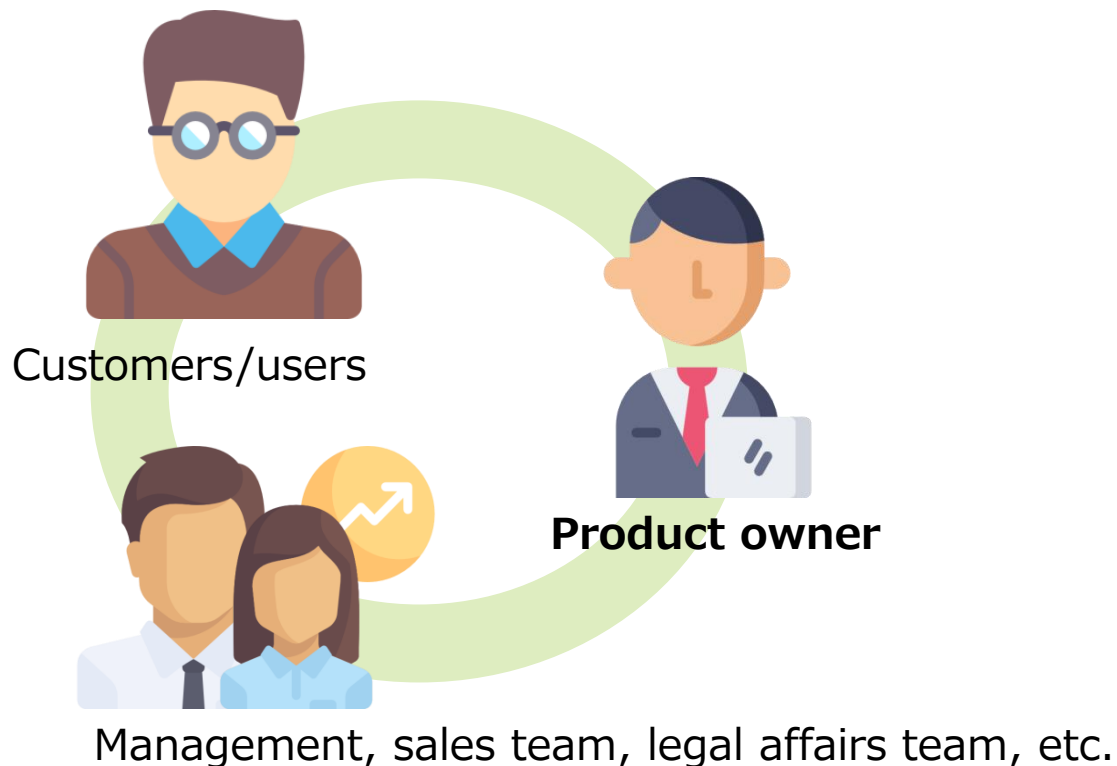 Customers/users
Product owner
Management, sales team, legal affairs team, etc.